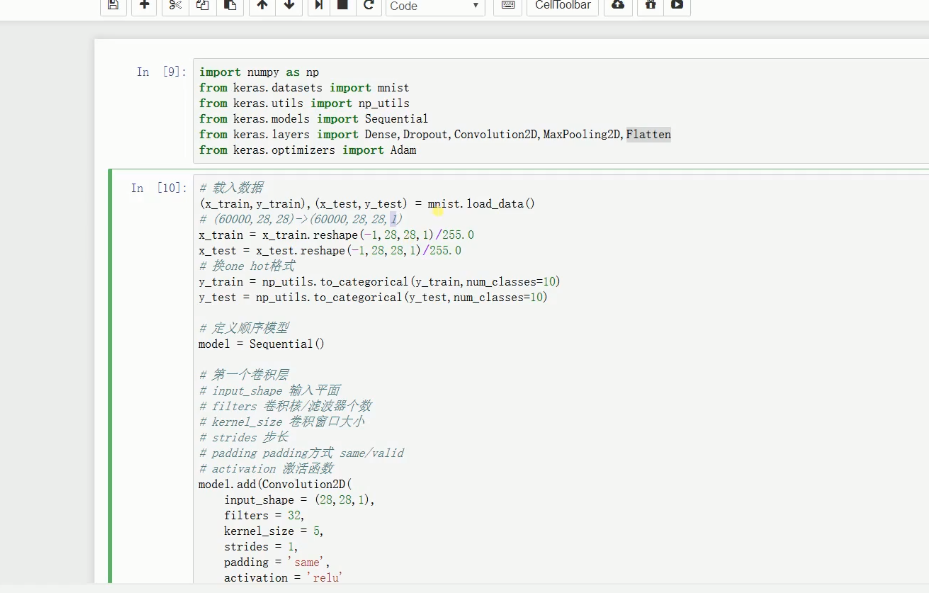 Code
CellToolbar
In [9]:
import numpy as np
from keras.datasets import mnist
from keras.utils import np_utils
from keras.models import Sequential
from keras.layers import Dense,Dropout,Convolution2D,MaxPooling2D,Flatten
from keras.optimizers import Adam
In [10]:
# 载入数据
(x_train,y_train),(x_test,y_test) = mnist.load_data()
# (60000,28,28)->(60000,28,28,1)
x_train = x_train.reshape(-1,28,28,1)/255.0
x_test = x_test.reshape(-1,28,28,1)/255.0
# 换one hot格式
y_train = np_utils.to_categorical(y_train,num_classes=10)
y_test = np_utils.to_categorical(y_test,num_classes=10)
# 定义顺序模型
model = Sequential()
# 第一个卷积层
# input_shape 输入平面
# filters 卷积核/滤波器个数
# kernel_size 卷积窗口大小
# strides 步长
# padding padding方式 same/valid
# activation 激活函数
model.add(Convolution2D(
input_shape = (28,28,1),
filters = 32,
kernel_size = 5,
strides = 1,
padding = 'same',
activation = 'relu'